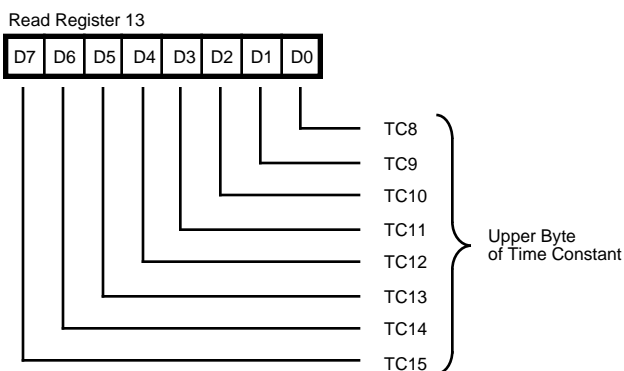 Read Register 13
D7 D6 D5 D4 D3 D2 D1 D0
TC8
TC9
TC10
TC11
TC12
TC13
TC14
TC15
Upper Byte
of Time Constant